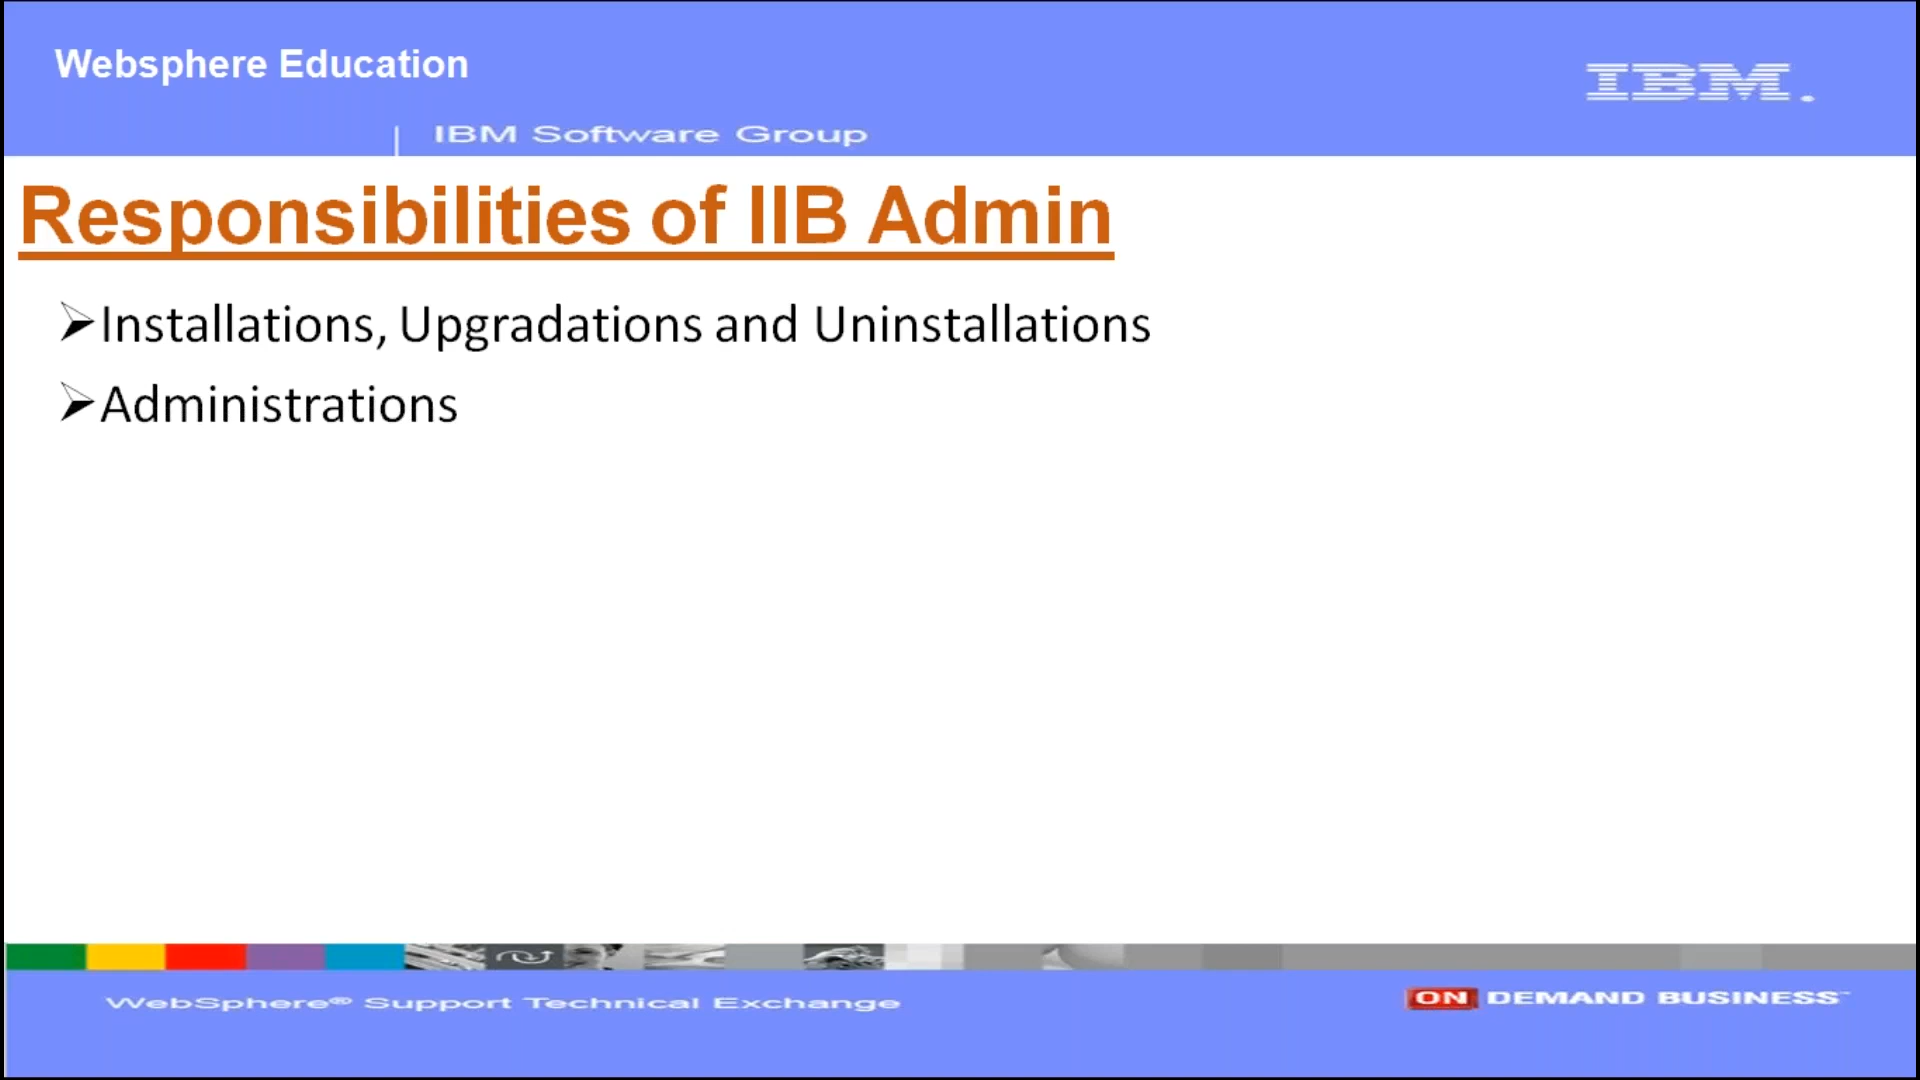 Websphere Education
IBM.
IBM Software Group
Responsibilities of IIB Admin
➢Installations, Upgradations and Uninstallations
➢Administrations
WebSphere® Support Technical Exchange
ON DEMAND BUSINESS™